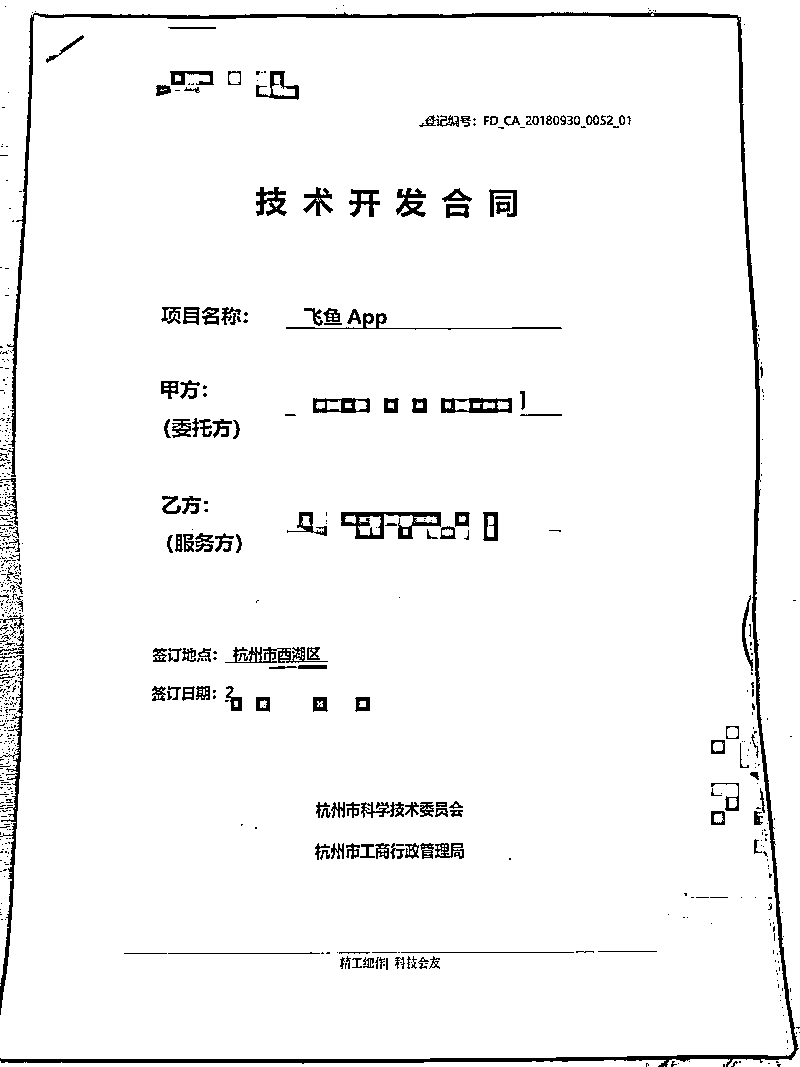 登记编号：FD_CA_20180930_0052_01
技术开发合同
项目名称： 飞鱼 App
甲方：
（委托方）
乙方：
（服务方）
签订地点： 杭州市西湖区
签订日期：2
杭州市科学技术委员会
杭州市工商行政管理局
精工细作| 科技会友